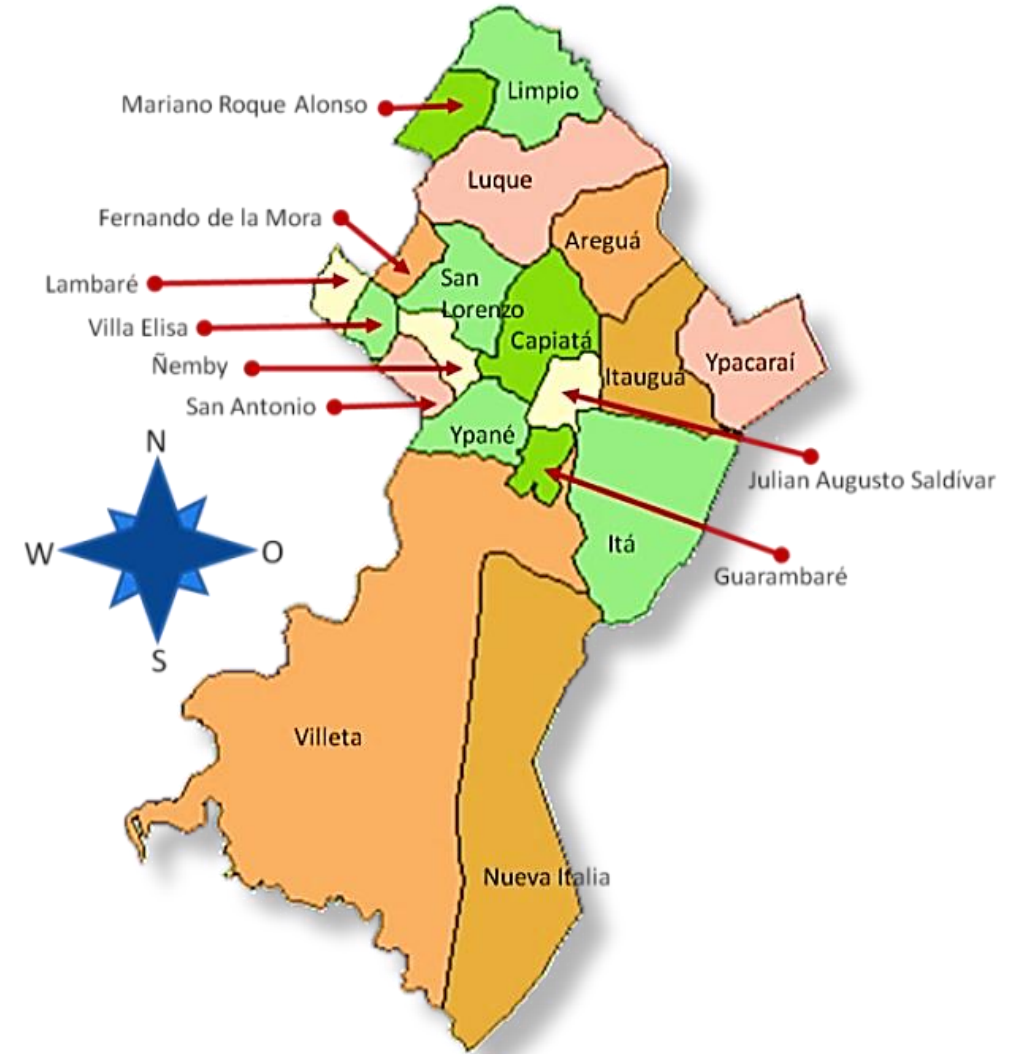 Limpio
Mariano Roque Alonso
Luque
Fernando de la Mora
Areguá
San
Lorenzo
Lambaré
Villa Elisa
Capiatá
Ñemby
Ypacaraí
Itauguá
San Antonio
Ypané
N
Julian Augusto Saldívar
W
O
Itá
Guarambaré
S
Villeta
Nueva Italia